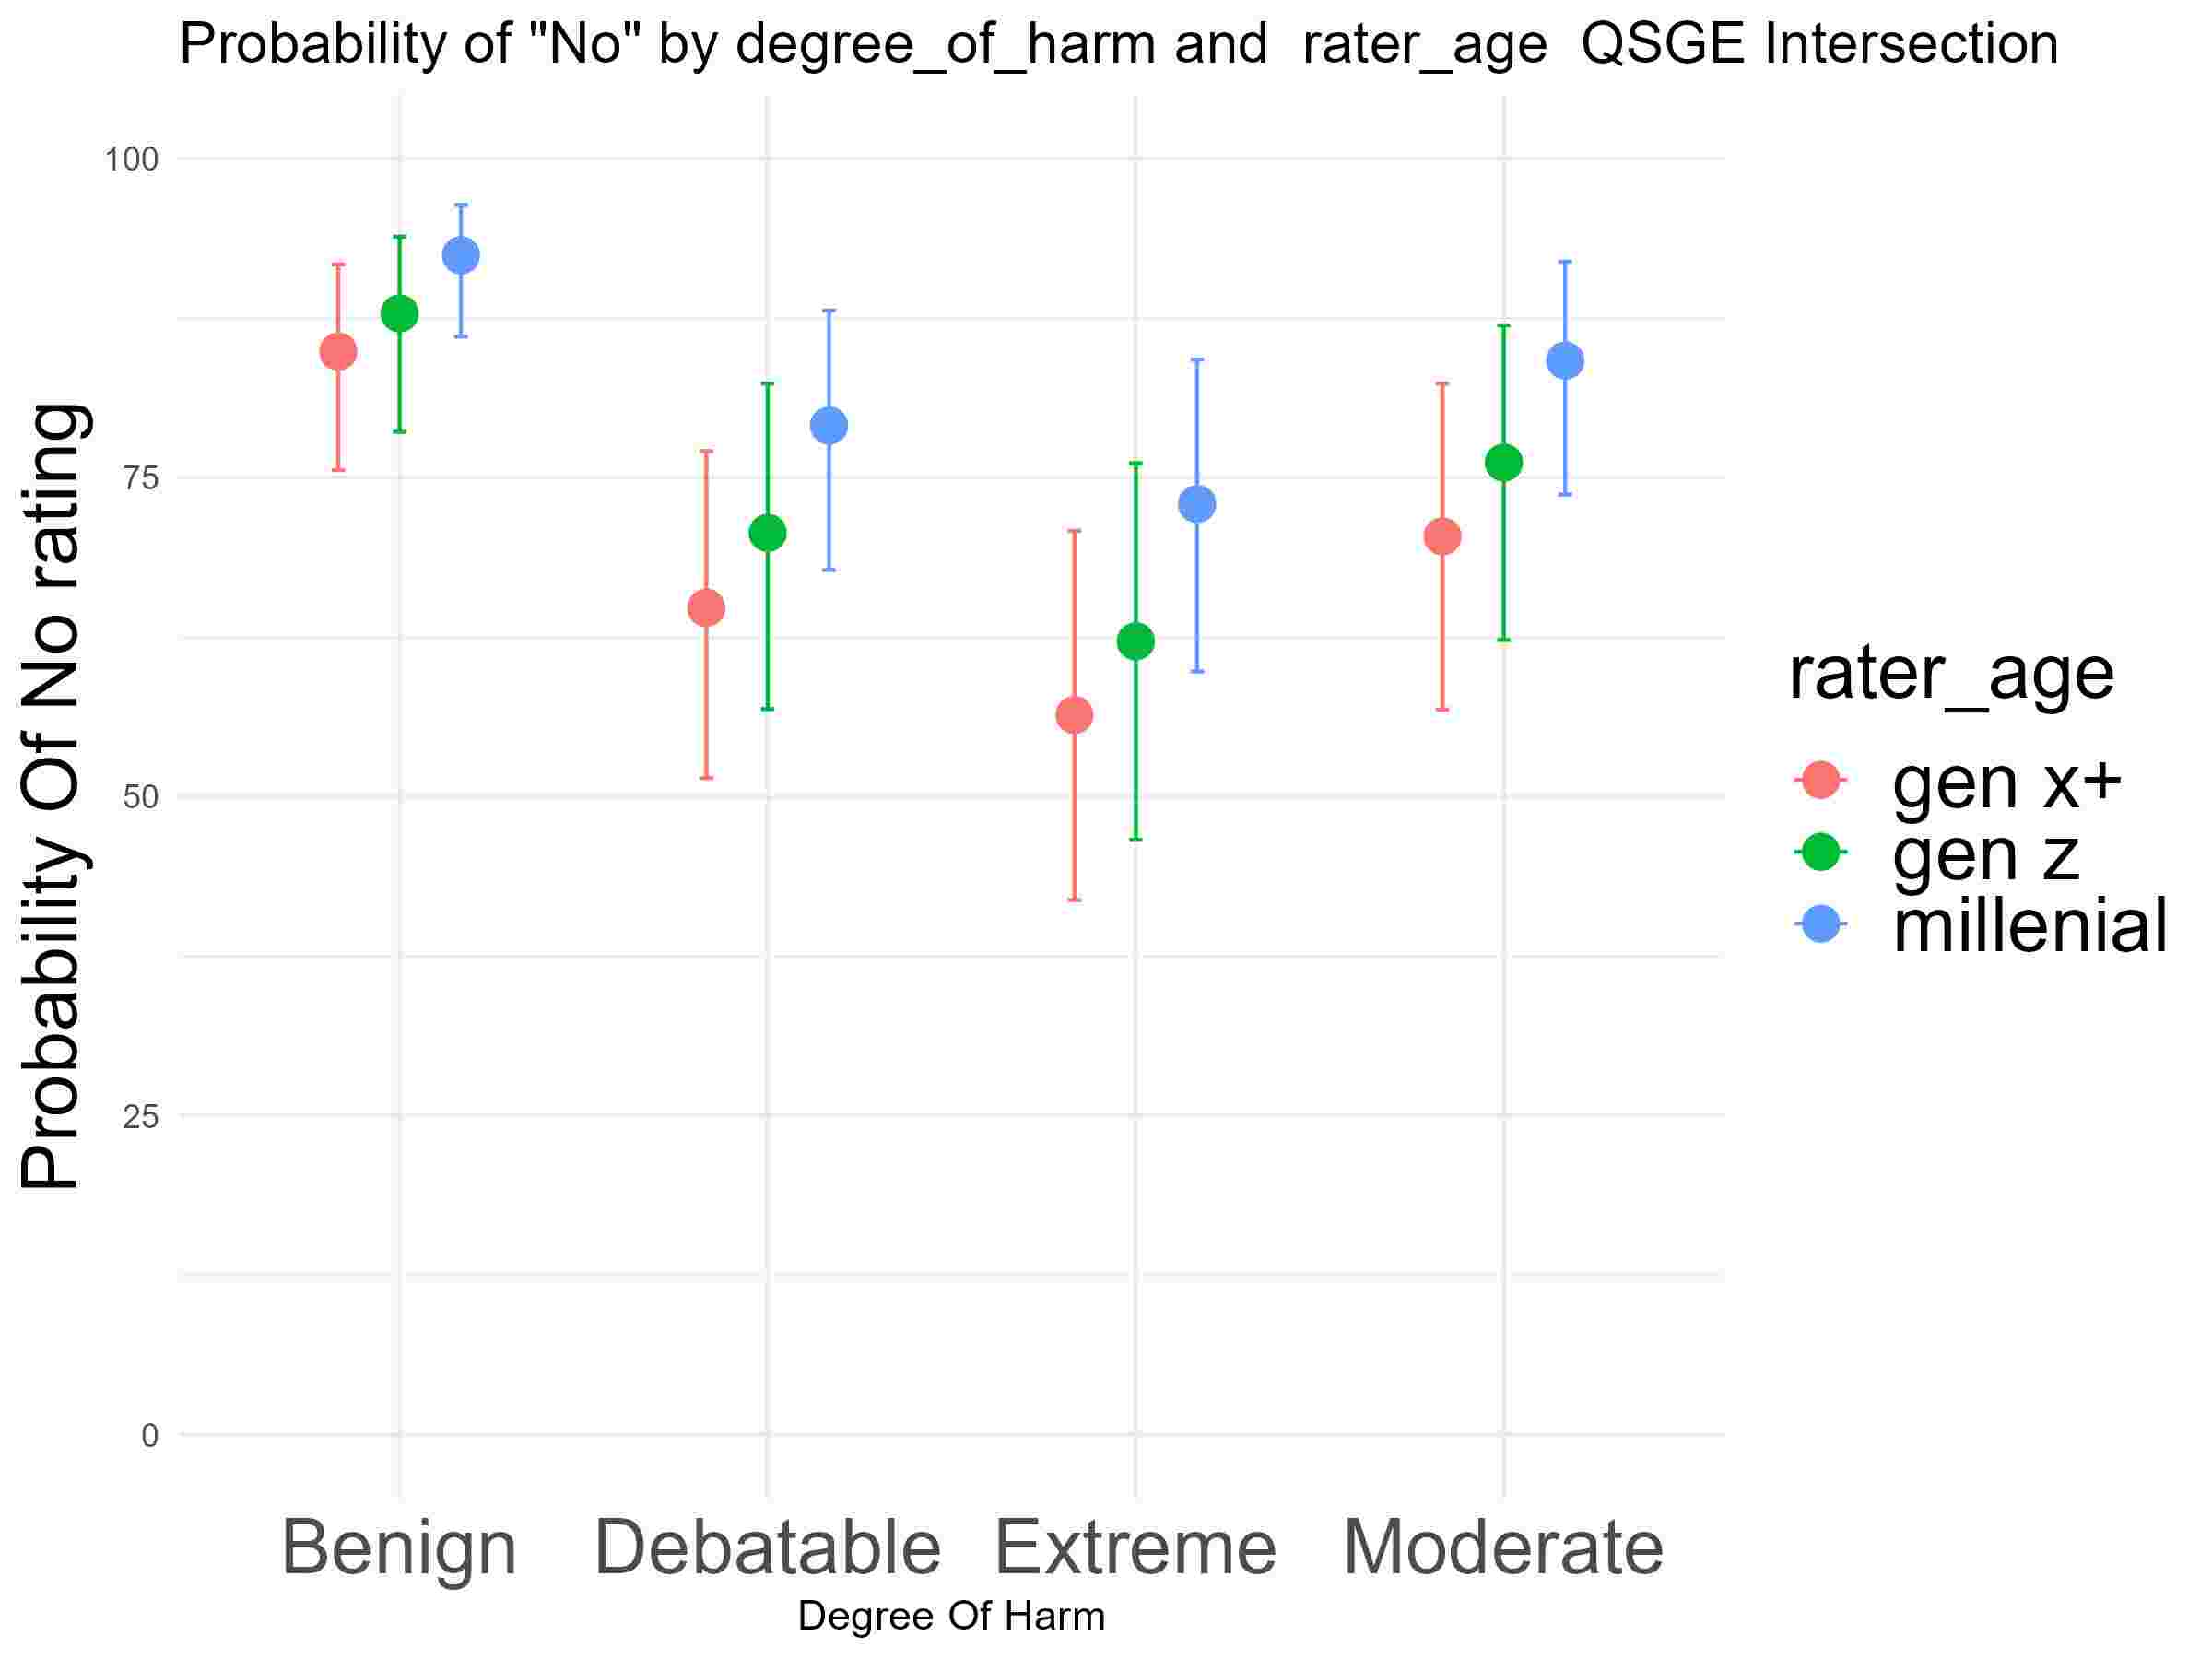 Probability of "No" by degree_of_harm and  rater_age  QSGE Intersection
Probability Of No rating
100
75
50
25
0
Benign Debatable Extreme Moderate
Degree Of Harm
rater_age
gen x+
gen z
millenial